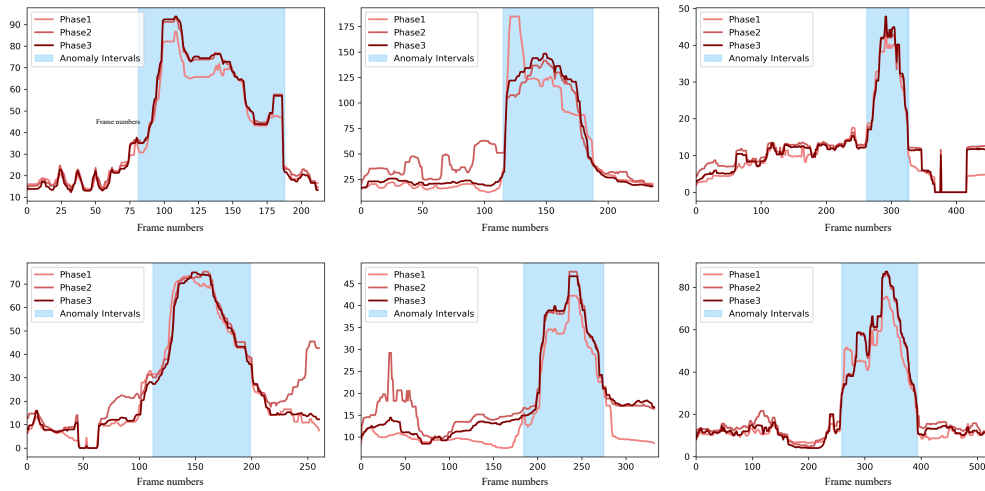 Phase1
Phase2
Phase3
Anomaly Intervals
90
80
70
60
50
40
30
20
10
Frame numbers
0 25 50 75 100 125 150 175 200
Frame numbers
Phase1
Phase2
Phase3
Anomaly Intervals
175
150
125
100
75
50
25
0 50 100 150 200
Frame numbers
Phase1
Phase2
Phase3
Anomaly Intervals
50
40
30
20
10
0
0 100 200 300 400
Frame numbers
Phase1
Phase2
Phase3
Anomaly Intervals
70
60
50
40
30
20
10
0
0 50 100 150 200 250
Frame numbers
Phase1
Phase2
Phase3
Anomaly Intervals
45
40
35
30
25
20
15
10
0 50 100 150 200 250 300
Frame numbers
Phase1
Phase2
Phase3
Anomaly Intervals
80
60
40
20
0
0 100 200 300 400 500
Frame numbers